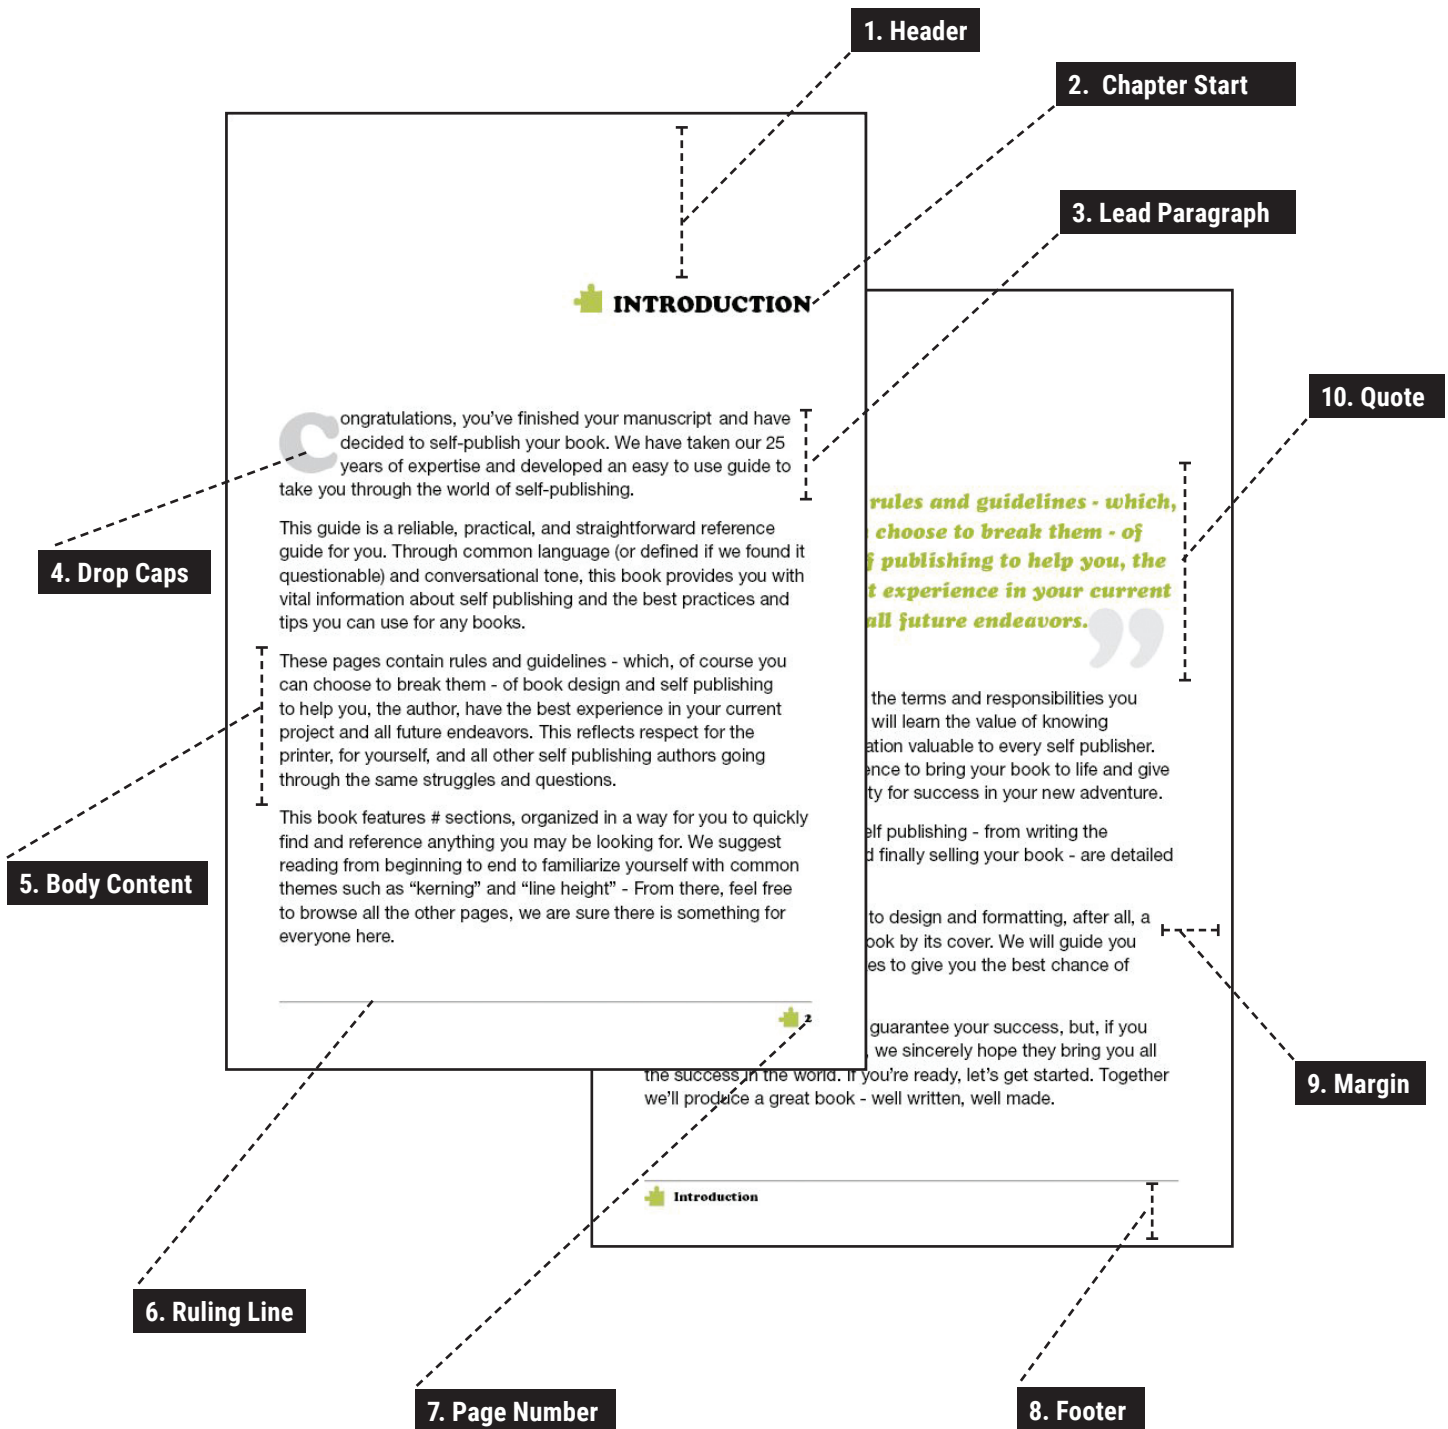 1. Header
2. Chapter Start
3. Lead Paragraph
INTRODUCTION
10. Quote
Congratulations, you've finished your manuscript and have
decided to self-publish your book. We have taken our 25
years of expertise and developed an easy to use guide to
take you through the world of self-publishing.
4. Drop Caps
This guide is a reliable, practical, and straightforward reference
guide for you. Through common language (or defined if we found it
questionable) and conversational tone, this book provides you with
vital information about self publishing and the best practices and
tips you can use for any books.
These pages contain rules and guidelines - which, of course you
can choose to break them - of book design and self publishing
to help you, the author, have the best experience in your current
project and all future endeavors. This reflects respect for the
printer, for yourself, and all other self publishing authors going
through the same struggles and questions.
5. Body Content
This book features # sections, organized in a way for you to quickly
find and reference anything you may be looking for. We suggest
reading from beginning to end to familiarize yourself with common
themes such as “kerning” and “line height” - From there, feel free
to browse all the other pages, we are sure there is something for
everyone here.
2
rules and guidelines - which,
choose to break them - of
publishing to help you, the
experience in your current
all future endeavors.”
the terms and responsibilities you
will learn the value of knowing
valuable to every self publisher.
to bring your book to life and give
for success in your new adventure.
publishing - from writing the
finally selling your book - are detailed
to design and formatting, after all, a
by its cover. We will guide you
to give you the best chance of
guarantee your success, but, if you
we sincerely hope they bring you all
the success in the world. If you're ready, let's get started. Together
we'll produce a great book - well written, well made.
9. Margin
Introduction
6. Ruling Line
7. Page Number
8. Footer